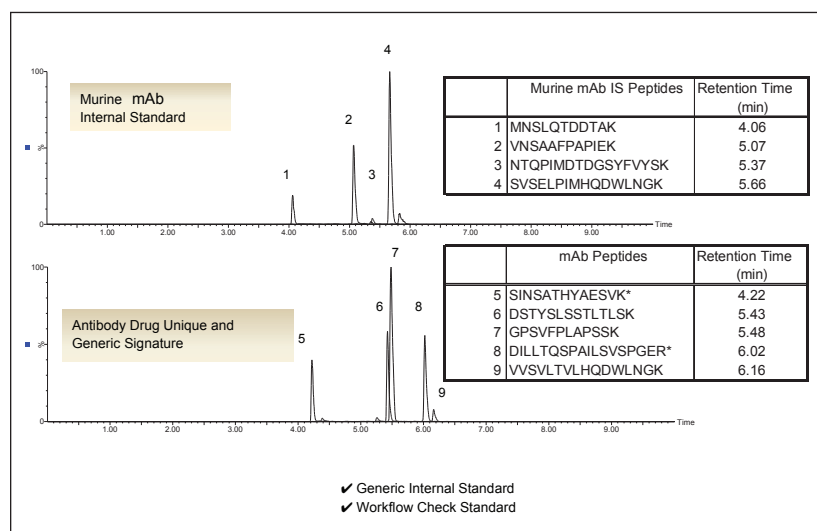 4
100
Murine mAb
Internal Standard
2
%
1
3
0
1.00 2.00 3.00 4.00 5.00 6.00 7.00 8.00 9.00 Time
Murine mAb IS Peptides Retention Time
(min)
1 MNSLQTDDTAK 4.06
2 VNSAAFPAPIEK 5.07
3 NTQPIMDTDGSYFVYSK 5.37
4 SVSELPIMHQDWLNGK 5.66
7
100
Antibody Drug Unique and
Generic Signature
6
8
%
5
9
0
1.00 2.00 3.00 4.00 5.00 6.00 7.00 8.00 9.00 Time
mAb Peptides Retention Time
(min)
5 SINSATHYAESVK* 4.22
6 DSTYSLSSTLTLSK 5.43
7 GPSVFPLAPSSK 5.48
8 DILLTQSPAILSVSPGER* 6.02
9 VVSVLTVLHQDWLNGK 6.16
✔ Generic Internal Standard
✔ Workflow Check Standard